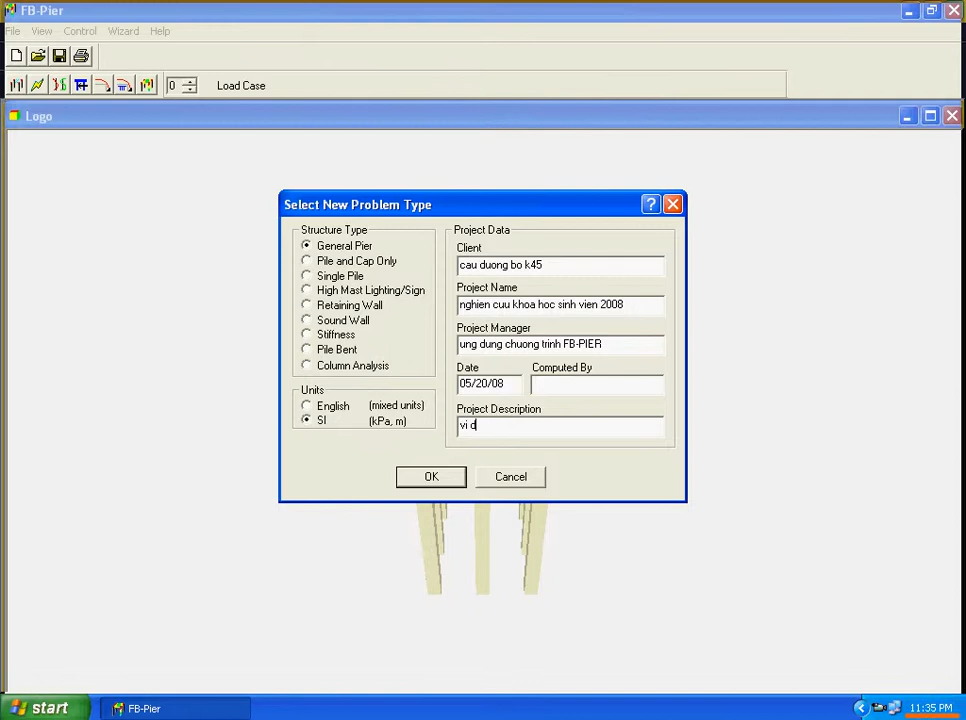 FB-Pier
File View Control Wizard Help
0 Load Case
Logo
Select New Problem Type
Structure Type
General Pier
Pile and Cap Only
Single Pile
High Mast Lighting/Sign
Retaining Wall
Sound Wall
Stiffness
Pile Bent
Column Analysis
Units
English (mixed units)
SI (kPa, m)
Project Data
Client
cau duong bo k45
Project Name
nghien cuu khoa hoc sinh vien 2008
Project Manager
ung dung chuong trinh FB-PIER
Date Computed By
05/20/08
Project Description
vi d
OK Cancel
start FB-Pier 11:35 PM